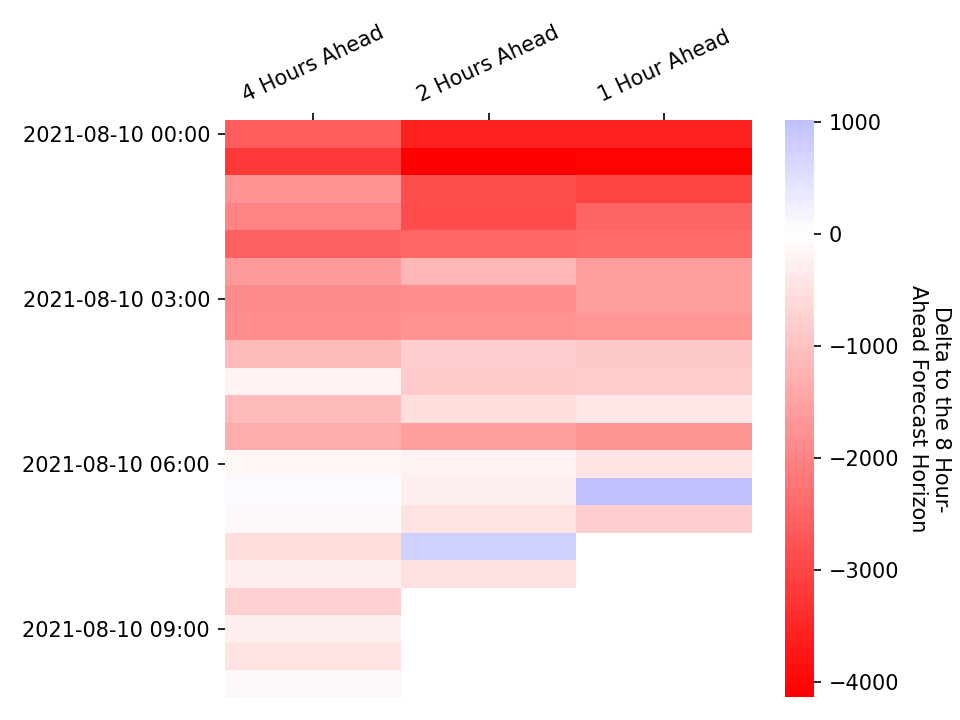 4 Hours Ahead
2 Hours Ahead
1 Hour Ahead
2021-08-10 00:00
2021-08-10 03:00
2021-08-10 06:00
2021-08-10 09:00
1000
0
−1000
−2000
−3000
−4000
Delta to the 8 Hour-
Ahead Forecast Horizon